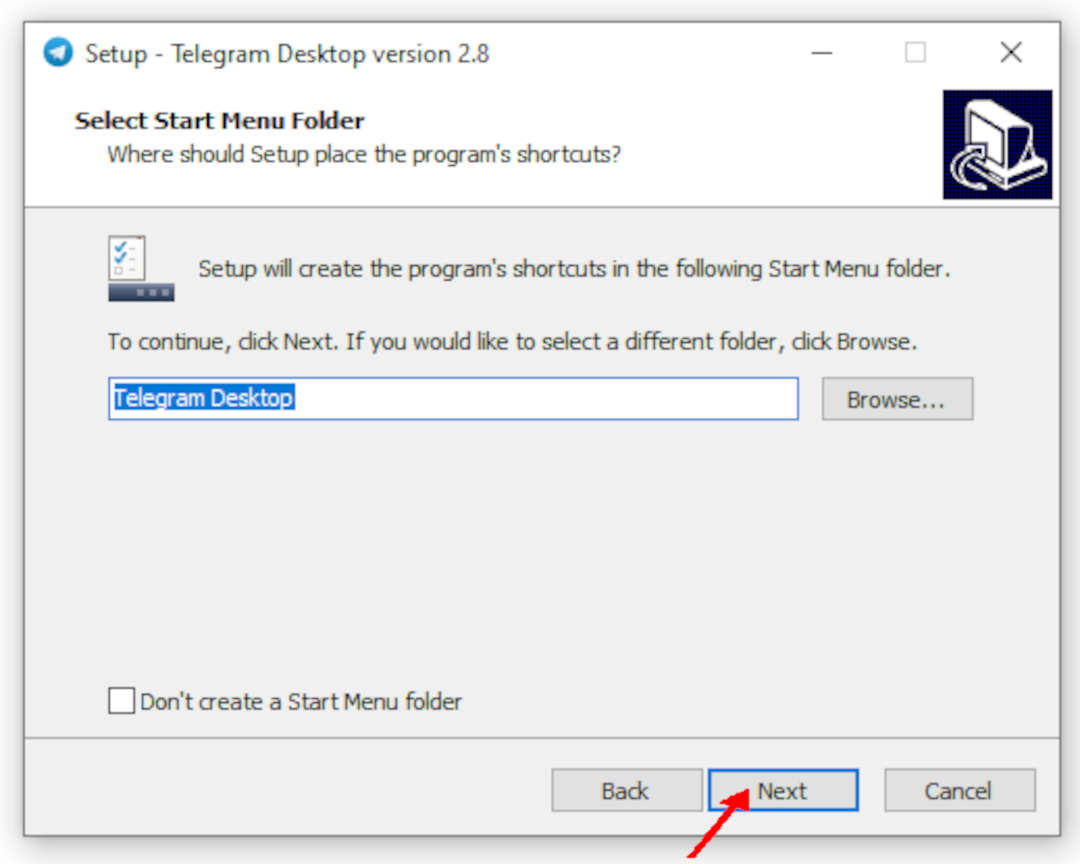 Setup - Telegram Desktop version 2.8
Select Start Menu Folder
Where should Setup place the program's shortcuts?
Setup will create the program's shortcuts in the following Start Menu folder.
To continue, click Next. If you would like to select a different folder, click Browse.
Telegram Desktop
Browse...
Don't create a Start Menu folder
Back
Next
Cancel